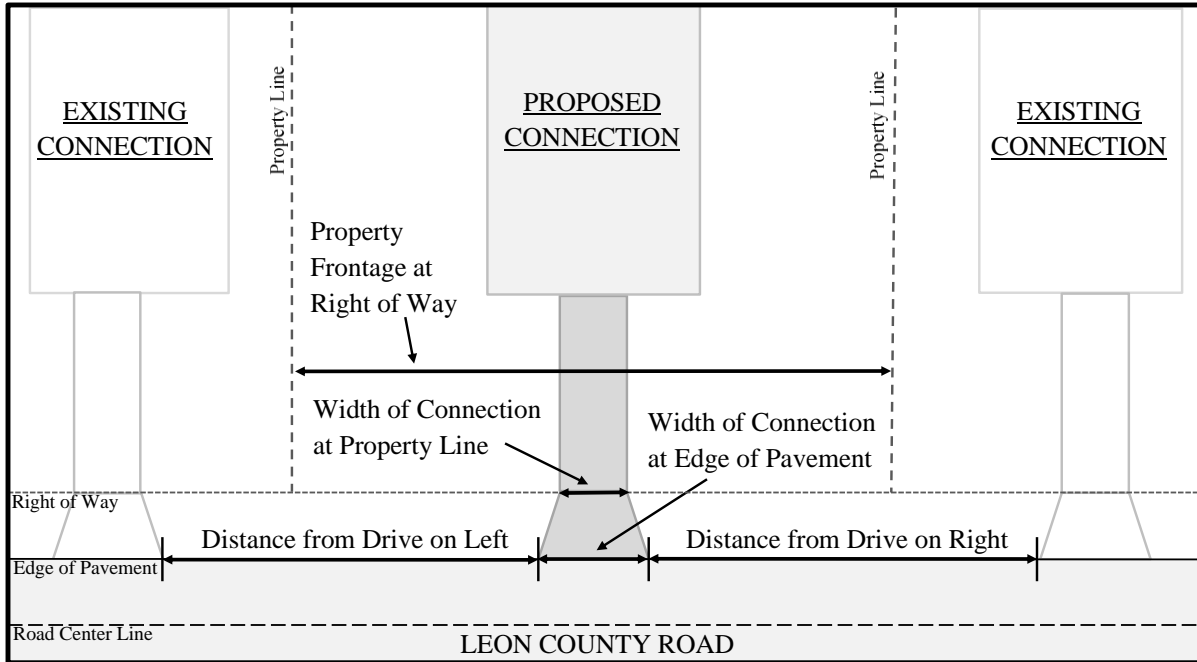 EXISTING
CONNECTION
Property Line
PROPOSED
CONNECTION
Property Line
EXISTING
CONNECTION
Property
Frontage at
Right of Way
Width of Connection
at Property Line
Width of Connection
at Edge of Pavement
Right of Way
Distance from Drive on Left
Distance from Drive on Right
Edge of Pavement
Road Center Line
LEON COUNTY ROAD